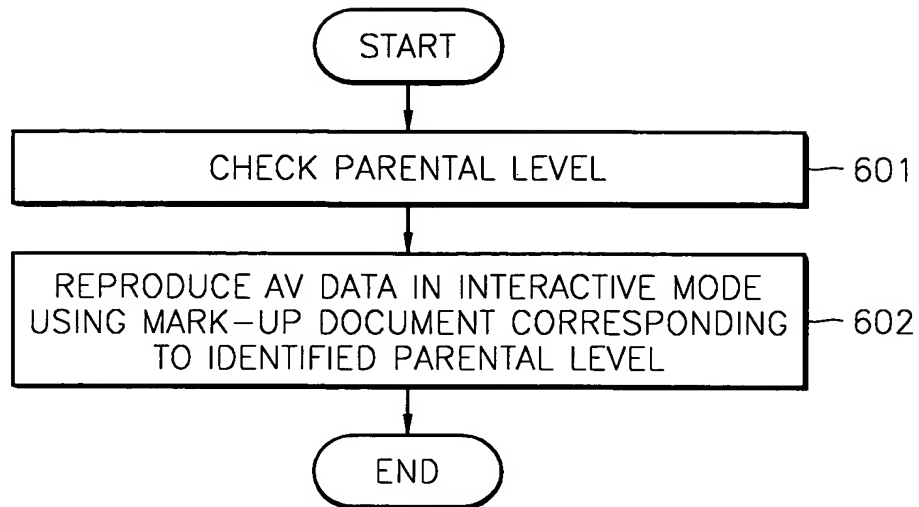 START
CHECK PARENTAL LEVEL
601
REPRODUCE AV DATA IN INTERACTIVE MODE
USING MARK-UP DOCUMENT CORRESPONDING
TO IDENTIFIED PARENTAL LEVEL
602
END